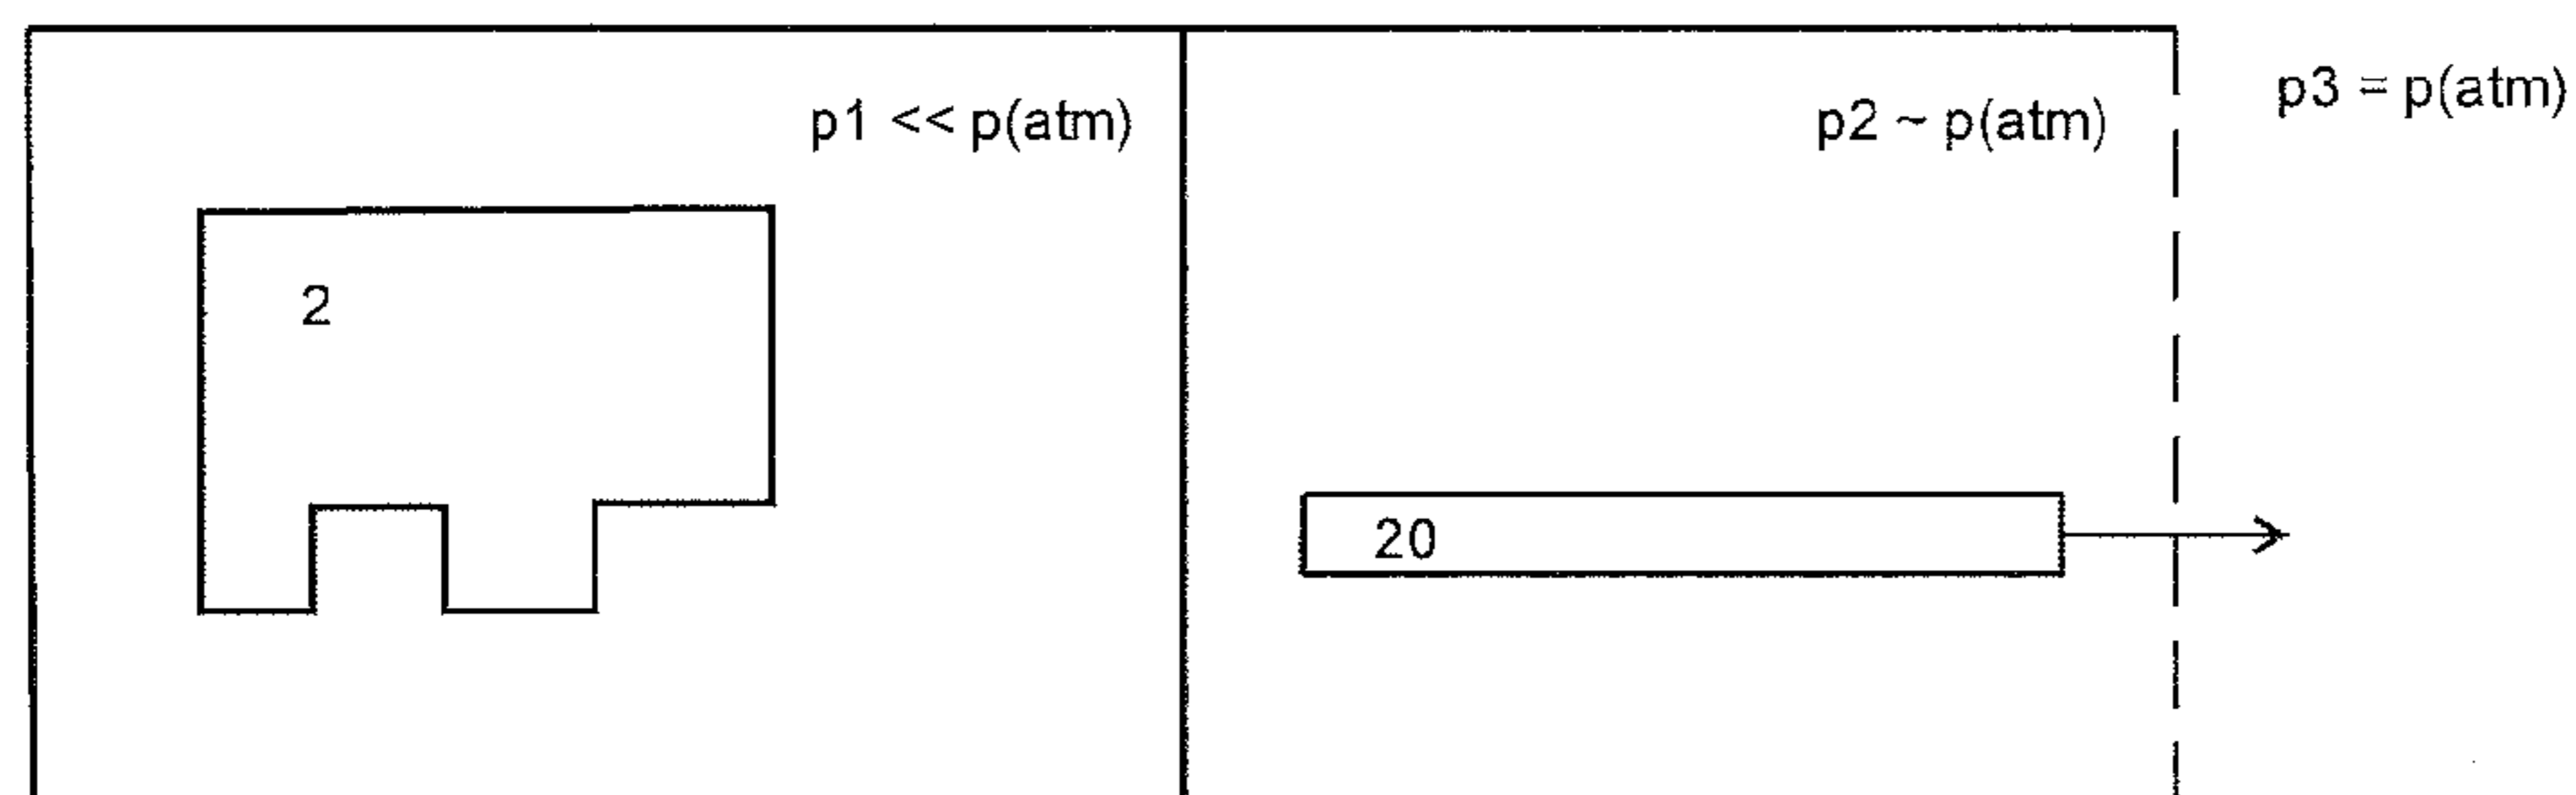 p3 = p(atm)
p1 << p(atm)
p2 ~ p(atm)
2
20